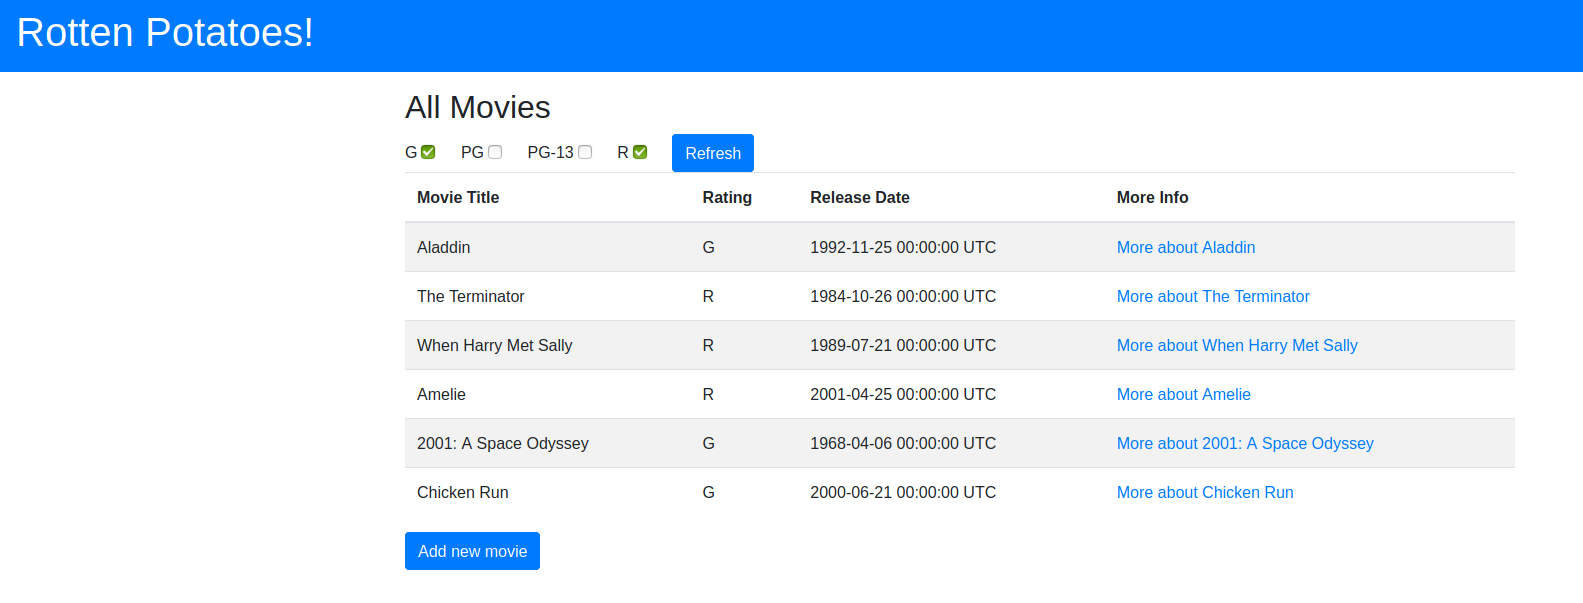 Rotten Potatoes!
All Movies
G PG PG-13 R Refresh
Movie Title Rating Release Date More Info
Aladdin G 1992-11-25 00:00:00 UTC More about Aladdin
The Terminator R 1984-10-26 00:00:00 UTC More about The Terminator
When Harry Met Sally R 1989-07-21 00:00:00 UTC More about When Harry Met Sally
Amelie R 2001-04-25 00:00:00 UTC More about Amelie
2001: A Space Odyssey G 1968-04-06 00:00:00 UTC More about 2001: A Space Odyssey
Chicken Run G 2000-06-21 00:00:00 UTC More about Chicken Run
Add new movie